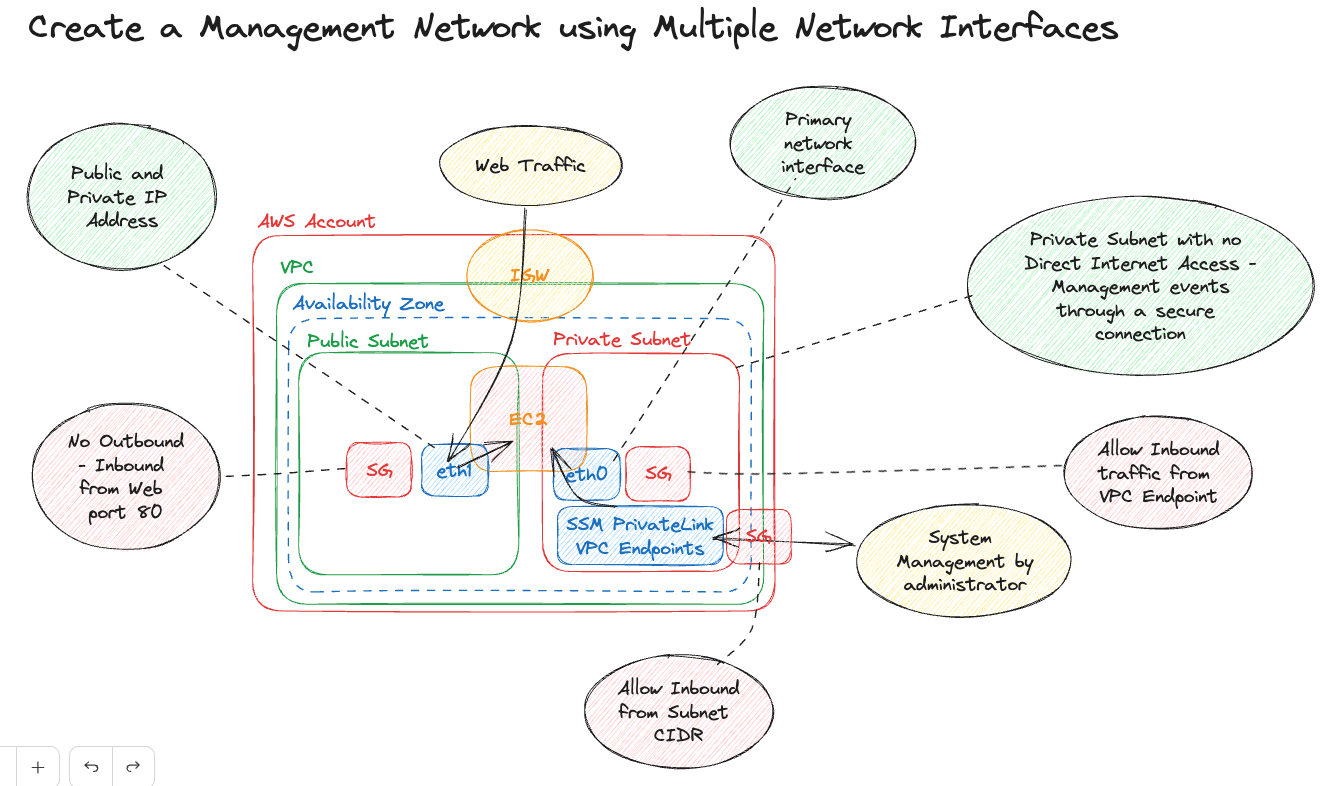 Create a Management Network using Multiple Network Interfaces
Primary
network
interface
Public and
Private IP
Address
Web Traffic
AWS Account
Private Subnet with no
Direct Internet Access -
Management events
through a secure
connection
VPC
IGW
Availability Zone
Public Subnet
Private Subnet
EC2
No Outbound
- Inbound
from Web
port 80
SG
eth1
eth0
SG
Allow Inbound
traffic from
VPC Endpoint
SSM PrivateLink
VPC Endpoints
SG
System
Management by
administrator
Allow Inbound
from Subnet
CIDR